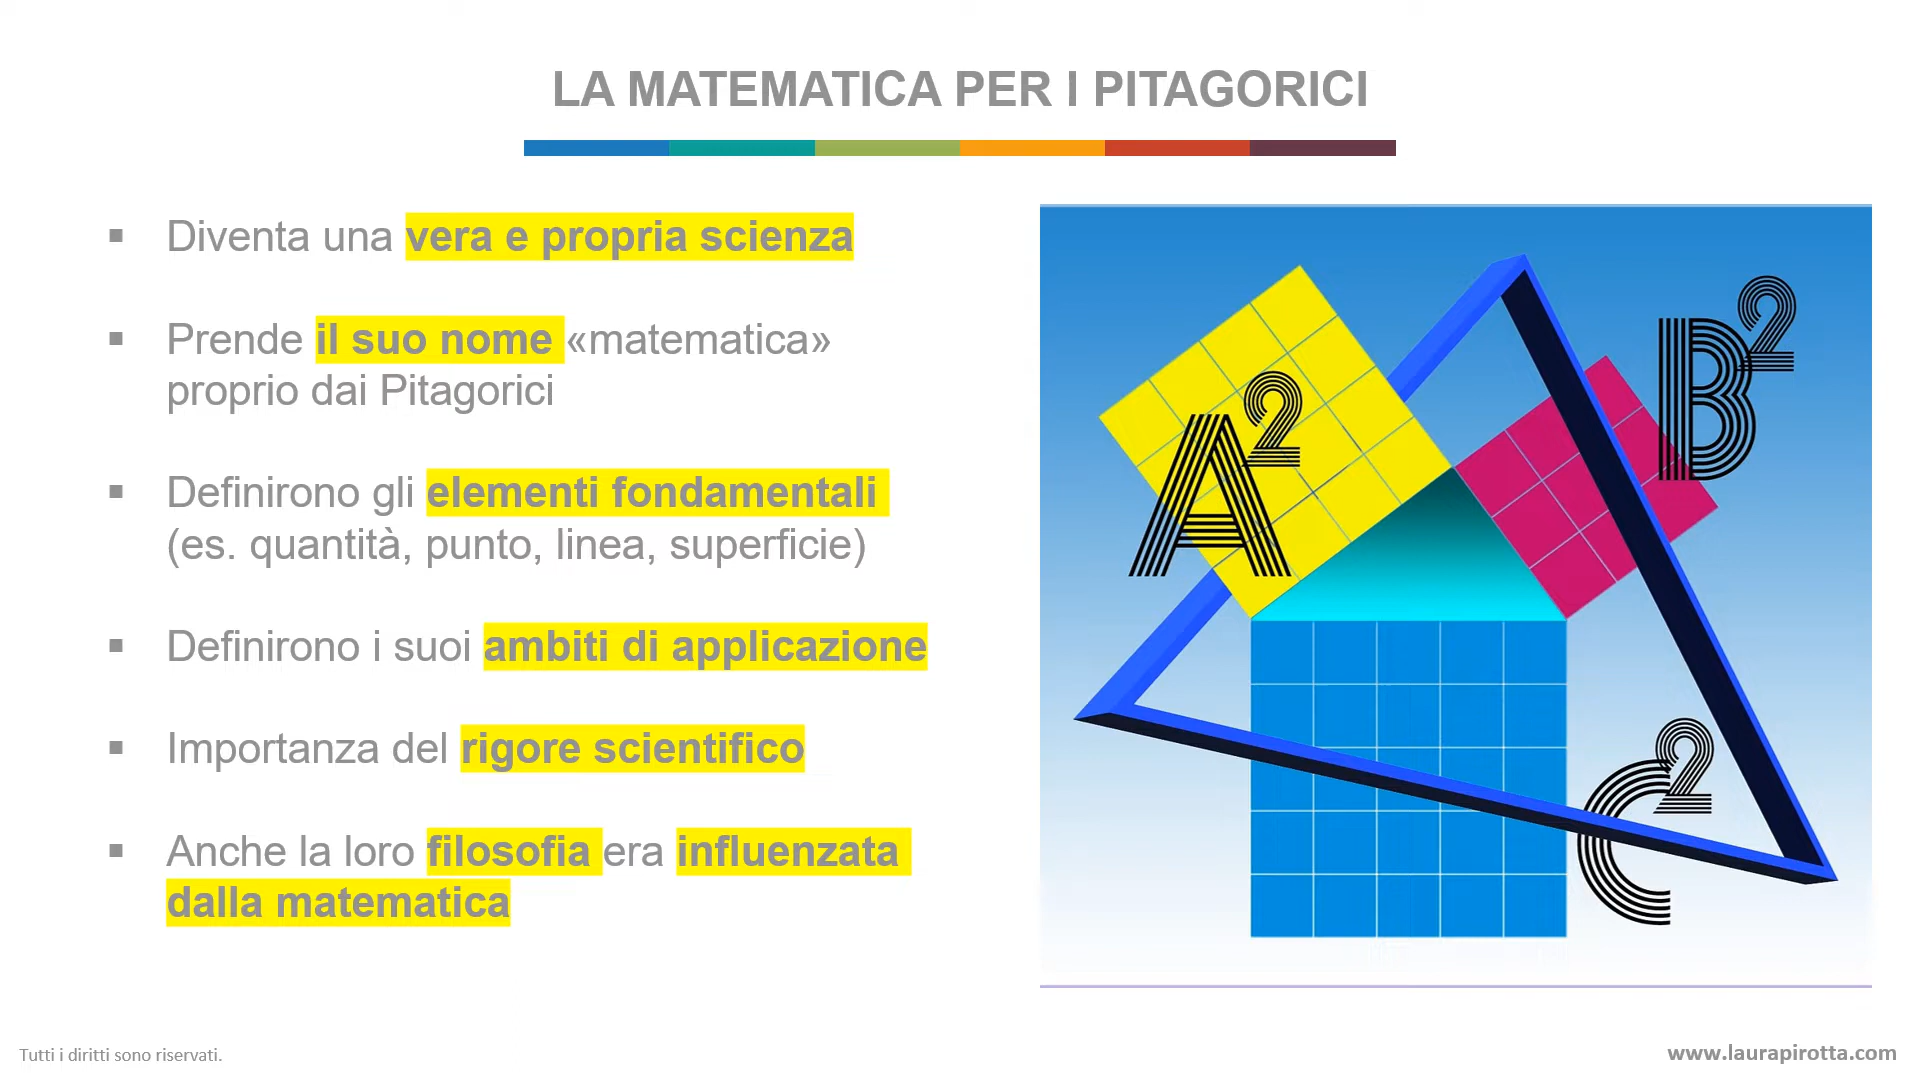 LA MATEMATICA PER I PITAGORICI
▪ Diventa una vera e propria scienza
▪ Prende il suo nome «matematica»
proprio dai Pitagorici
▪ Definirono gli elementi fondamentali
(es. quantità, punto, linea, superficie)
▪ Definirono i suoi ambiti di applicazione
▪ Importanza del rigore scientifico
▪ Anche la loro filosofia era influenzata
dalla matematica
A²
B²
C²
Tutti i diritti sono riservati.
www.laurapirotta.com